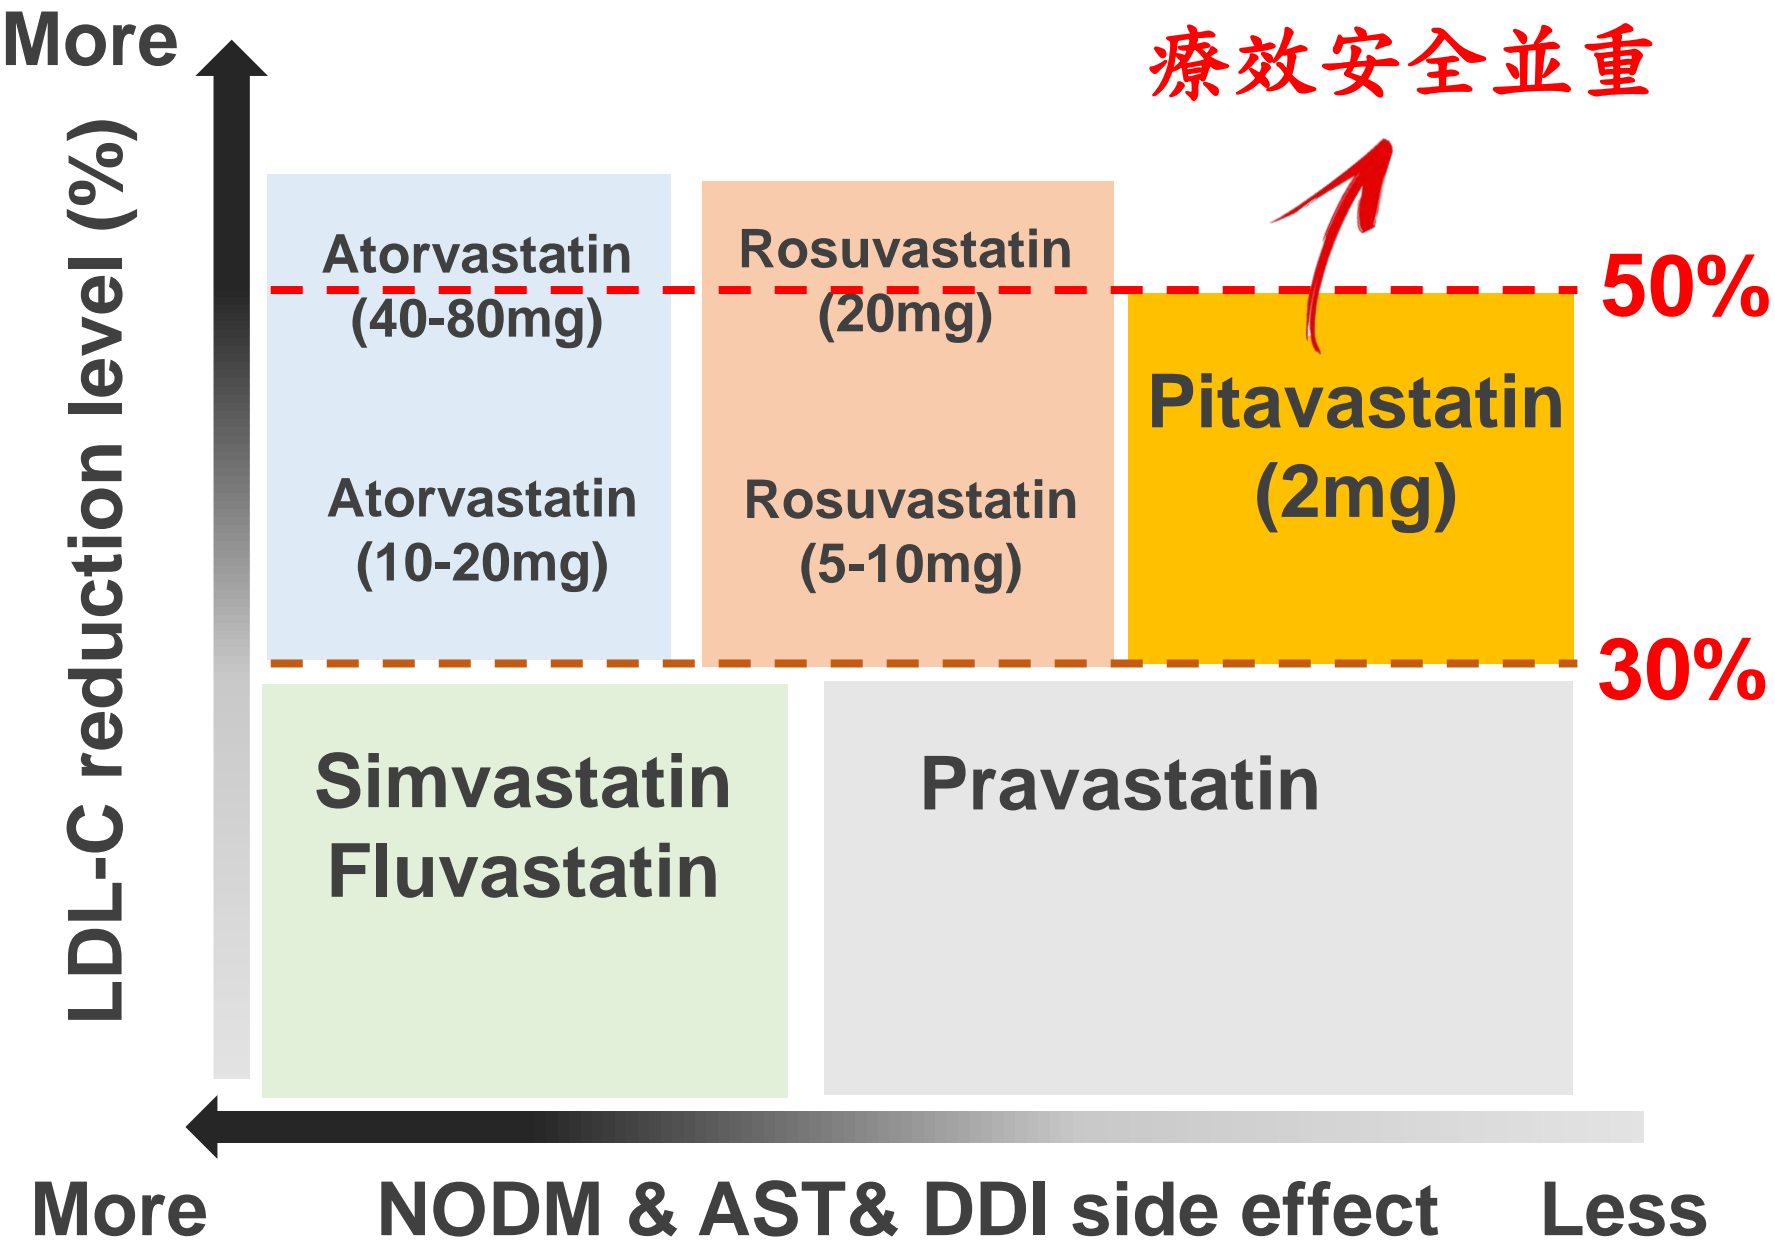 More
療效安全並重
LDL-C reduction level (%)
Atorvastatin
(40-80mg)
Rosuvastatin
(20mg)
50%
Pitavastatin
(2mg)
Atorvastatin
(10-20mg)
Rosuvastatin
(5-10mg)
30%
Simvastatin
Fluvastatin
Pravastatin
More
NODM & AST& DDI side effect
Less